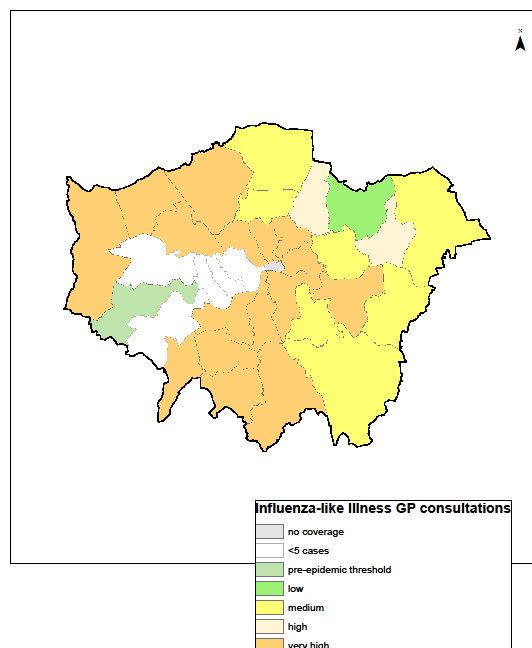 N
Influenza-like Illness GP consultations
no coverage
<5 cases
pre-epidemic threshold
low
medium
high
very high